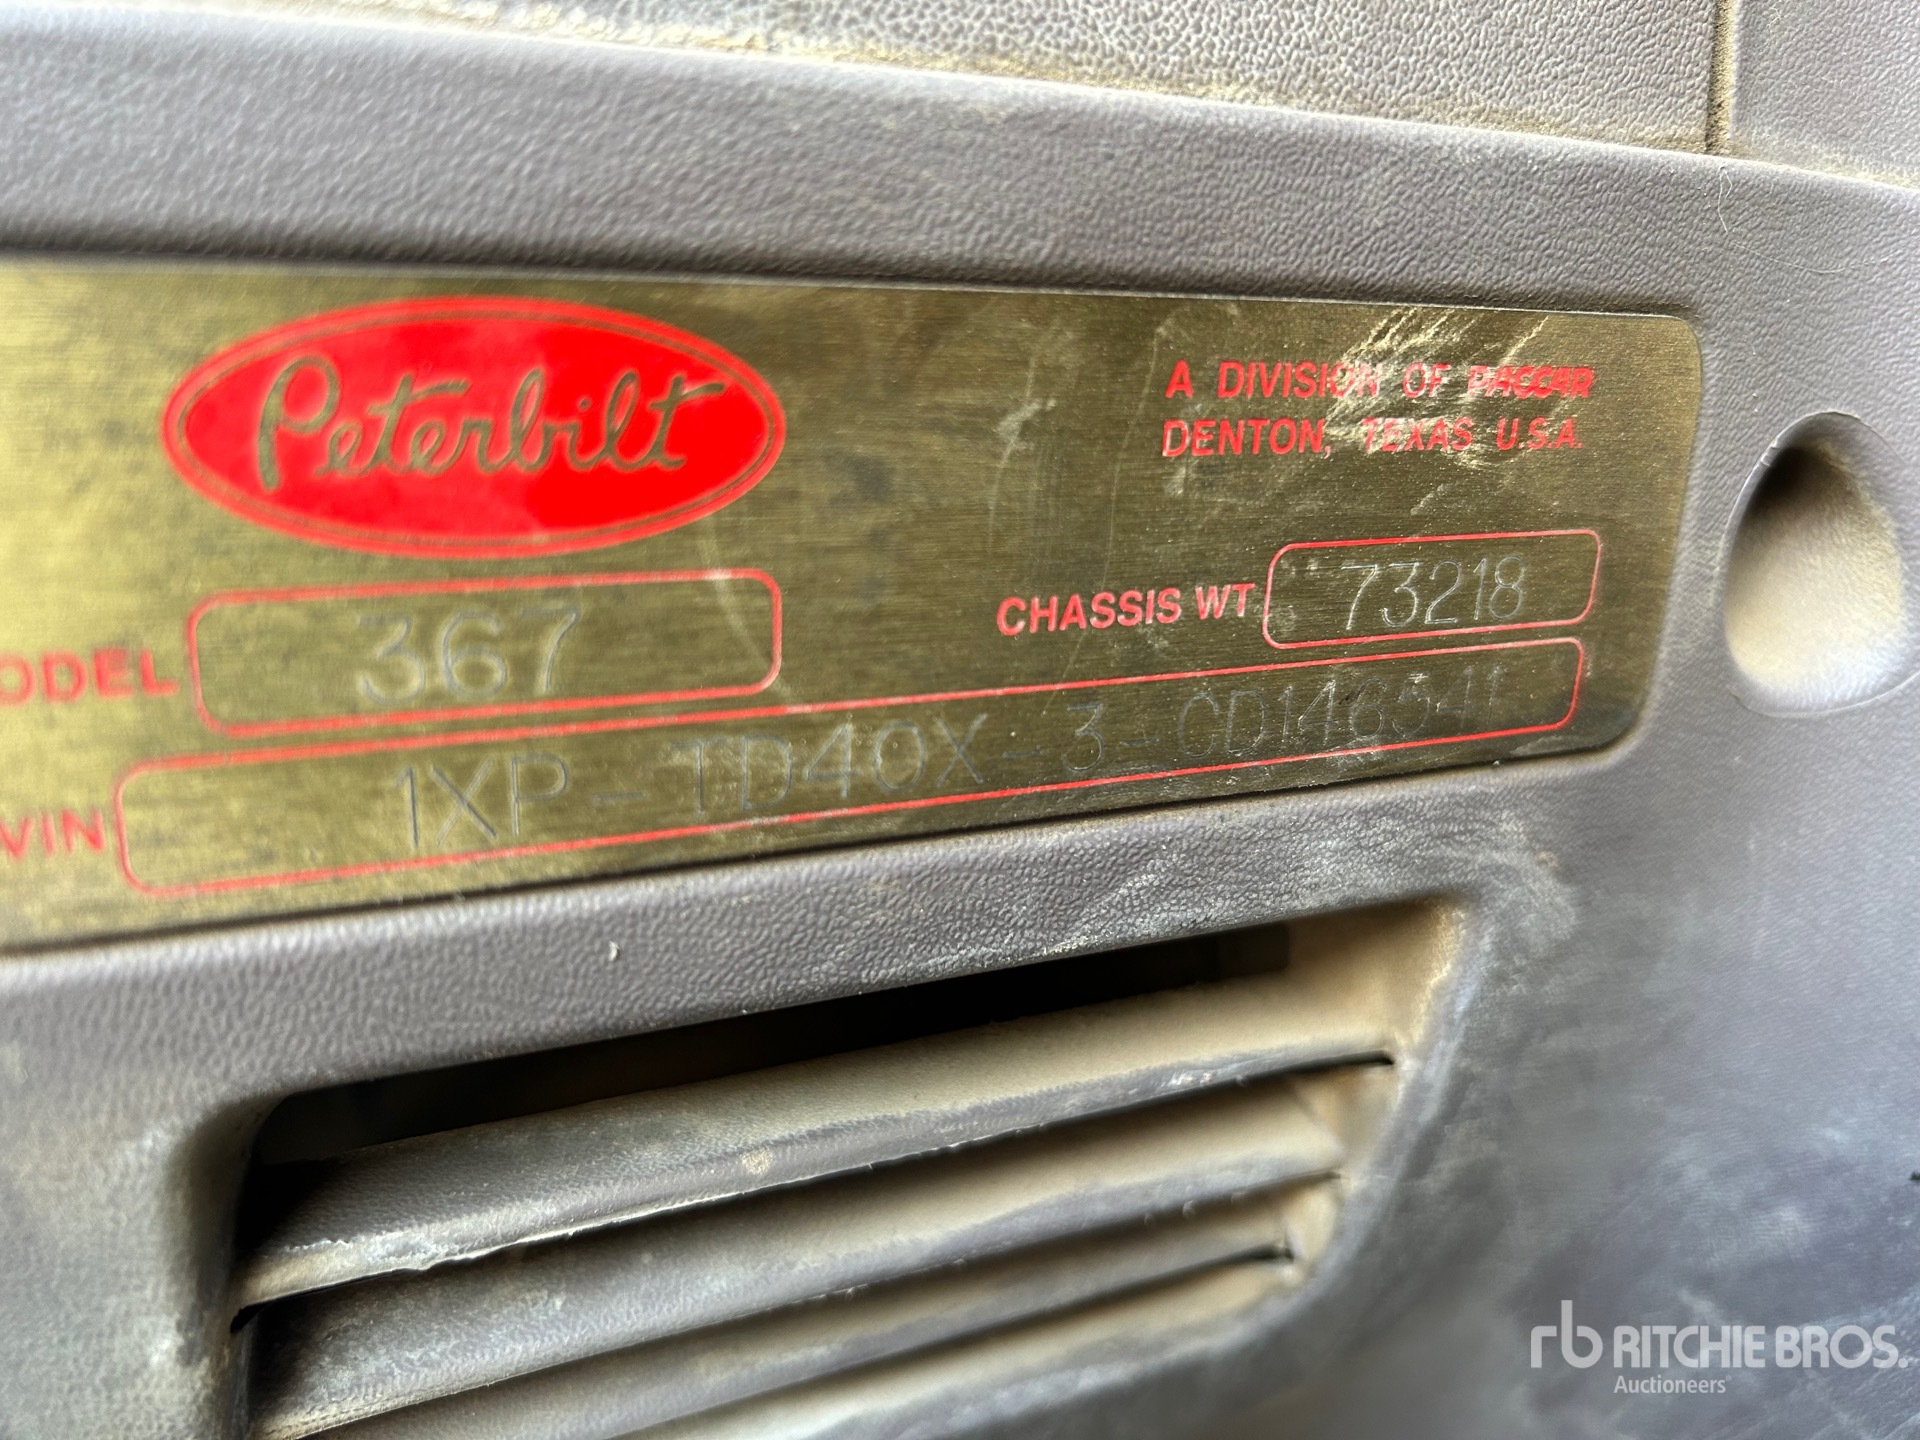 Peterbilt
A DIVISION OF PACCAR
DENTON, TEXAS U.S.A.
ODEL 367
CHASSIS WT 73218
VIN 1XP-TD40X-3-CD146541
rb RITCHIE BROS.
Auctioneers